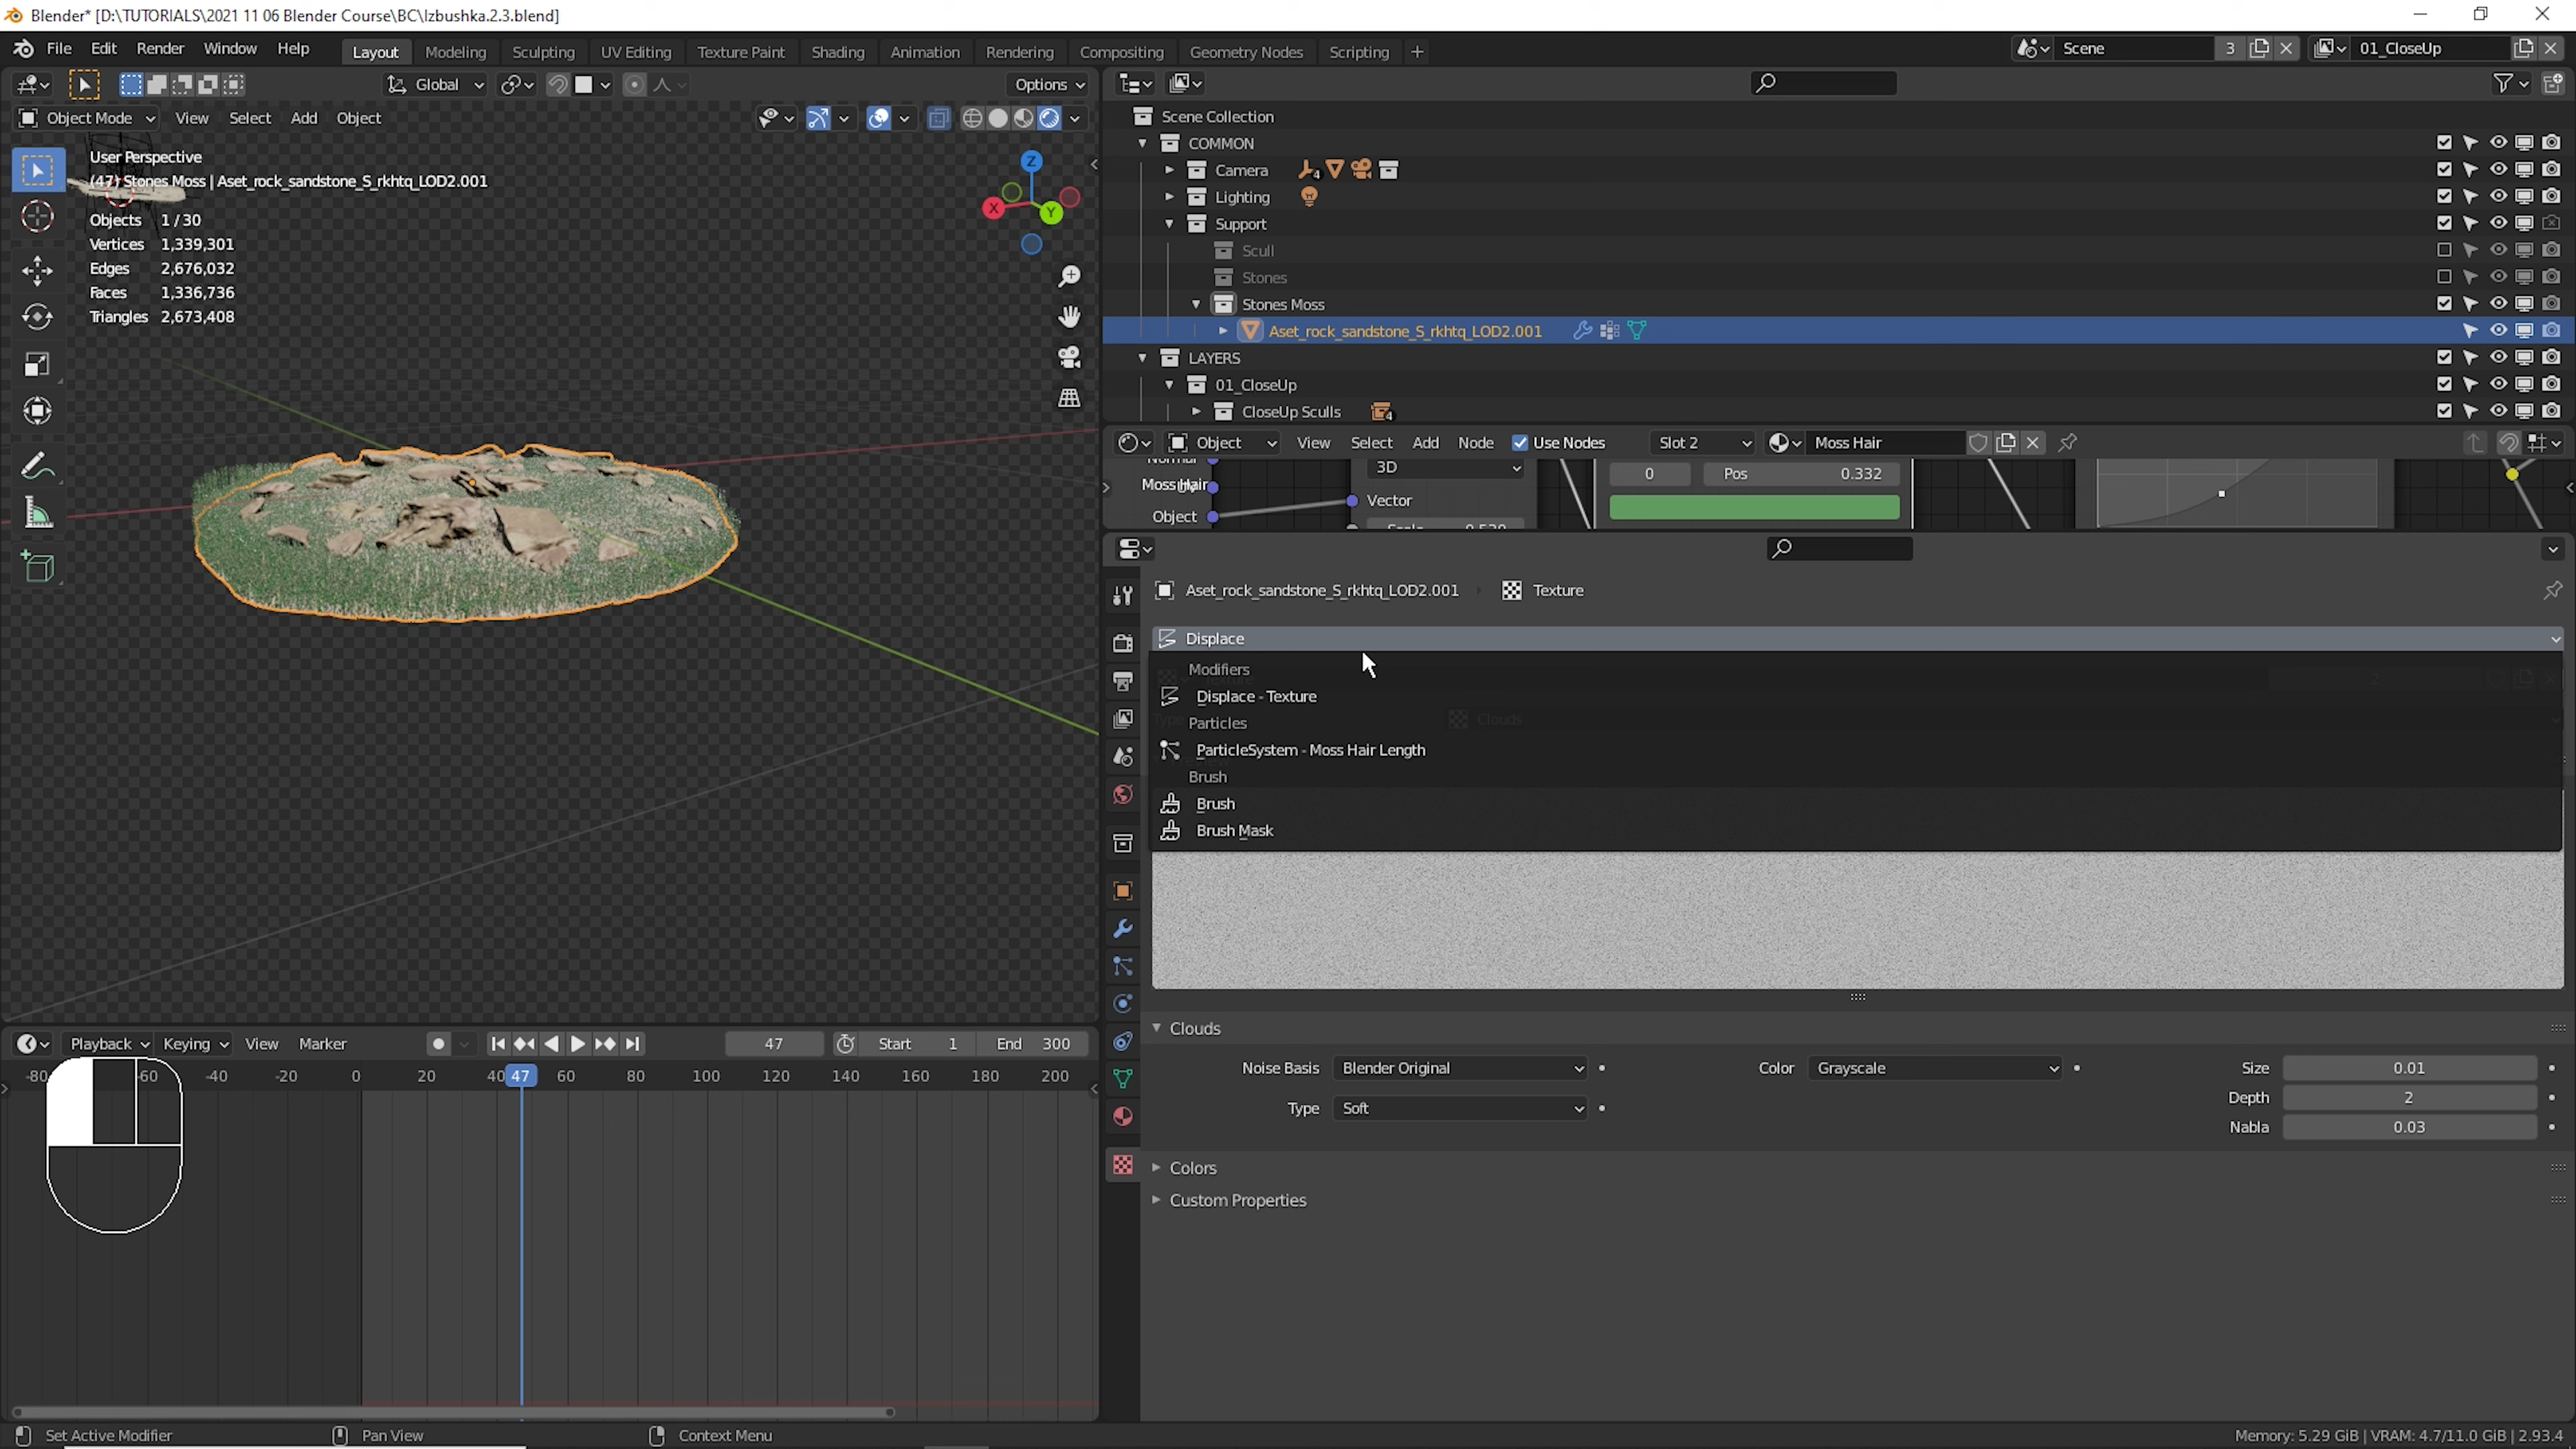 Blender* [D:\TUTORIALS\2021 11 06 Blender Course\BC\Izbushka.2.3.blend]
File Edit Render Window Help Layout Modeling Sculpting UV Editing Texture Paint Shading Animation Rendering Compositing Geometry Nodes Scripting + Scene 3 01_CloseUp
Global Options
Object Mode View Select Add Object
User Perspective
(47) Stones Moss | Aset_rock_sandstone_S_rkhtq_LOD2.001
Objects 1 / 30
Vertices 1,339,301
Edges 2,676,032
Faces 1,336,736
Triangles 2,673,408
Z
X
Y
Scene Collection
COMMON
Camera 4
Lighting
Support
Scull
Stones
Stones Moss
Aset_rock_sandstone_S_rkhtq_LOD2.001
LAYERS
01_CloseUp
CloseUp Sculls 4
Object View Select Add Node Use Nodes Slot 2 Moss Hair
Normal 3D 0 Pos 0.332
Moss Hair Vector
Object Scale 0.530
Aset_rock_sandstone_S_rkhtq_LOD2.001 Texture
Displace
Modifiers
Displace - Texture
Particles
Clouds
ParticleSystem - Moss Hair Length
Brush
Brush
Brush Mask
Clouds
Noise Basis Blender Original Color Grayscale Size 0.01
Depth 2
Type Soft
Nabla 0.03
Colors
Custom Properties
Playback Keying View Marker 47 Start 1 End 300
-80 -60 -40 -20 0 20 40 47 60 80 100 120 140 160 180 200
Set Active Modifier Pan View Context Menu Memory: 5.29 GiB | VRAM: 4.7/11.0 GiB | 2.93.4